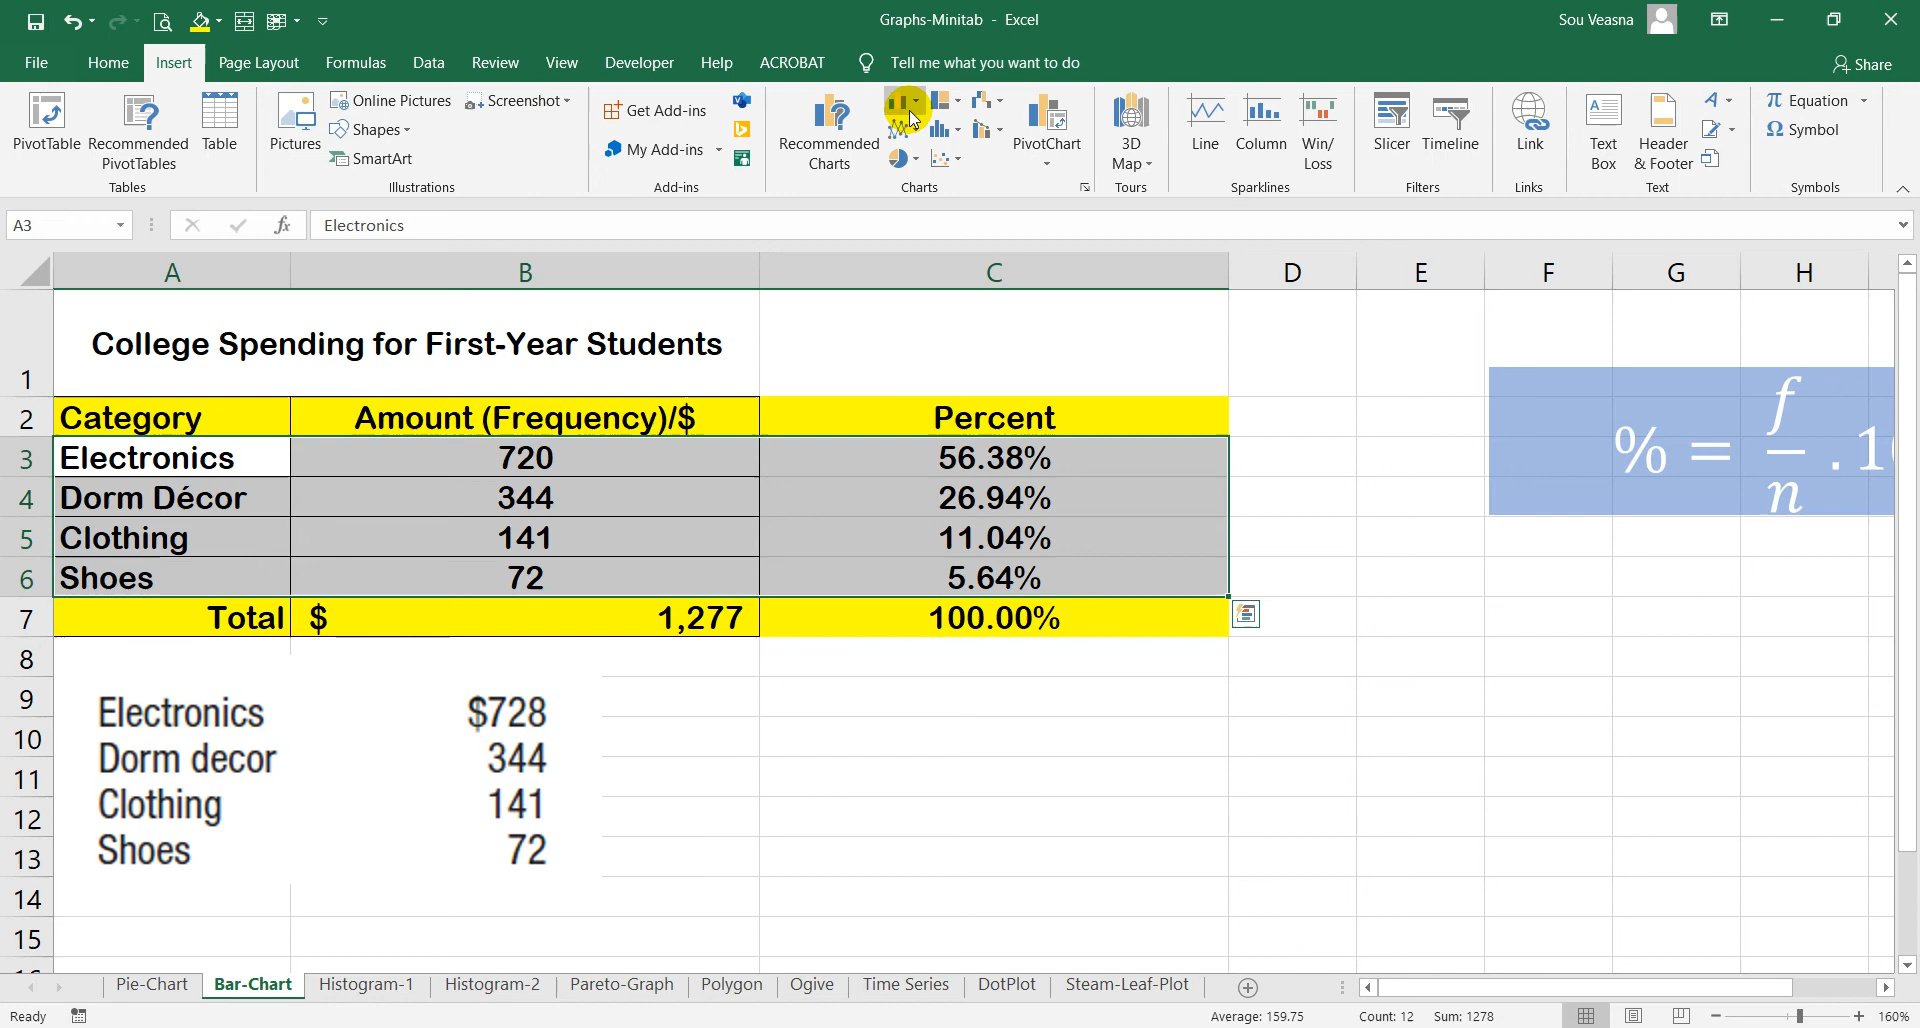 Graphs-Minitab - Excel
Sou Veasna
File Home Insert Page Layout Formulas Data Review View Developer Help ACROBAT Tell me what you want to do Share
PivotTable Recommended PivotTables Table
Tables
Pictures Online Pictures Shapes SmartArt Screenshot
Illustrations
Get Add-ins
My Add-ins
Add-ins
Recommended Charts
PivotChart
Charts
3D Map
Tours
Line Column Win/Loss
Sparklines
Slicer Timeline
Filters
Link
Links
Text Box Header & Footer
Text
π Equation
Ω Symbol
Symbols
A3 fx Electronics
A B C D E F G H
College Spending for First-Year Students
1
2 Category Amount (Frequency)/$ Percent
3 Electronics 720 56.38%
4 Dorm Décor 344 26.94%
5 Clothing 141 11.04%
6 Shoes 72 5.64%
7 Total $ 1,277 100.00%
% = f/n . 1
8
9
10
11
12
13
14
15
Electronics $728
Dorm decor 344
Clothing 141
Shoes 72
Pie-Chart Bar-Chart Histogram-1 Histogram-2 Pareto-Graph Polygon Ogive Time Series DotPlot Steam-Leaf-Plot
Ready Average: 159.75 Count: 12 Sum: 1278 160%